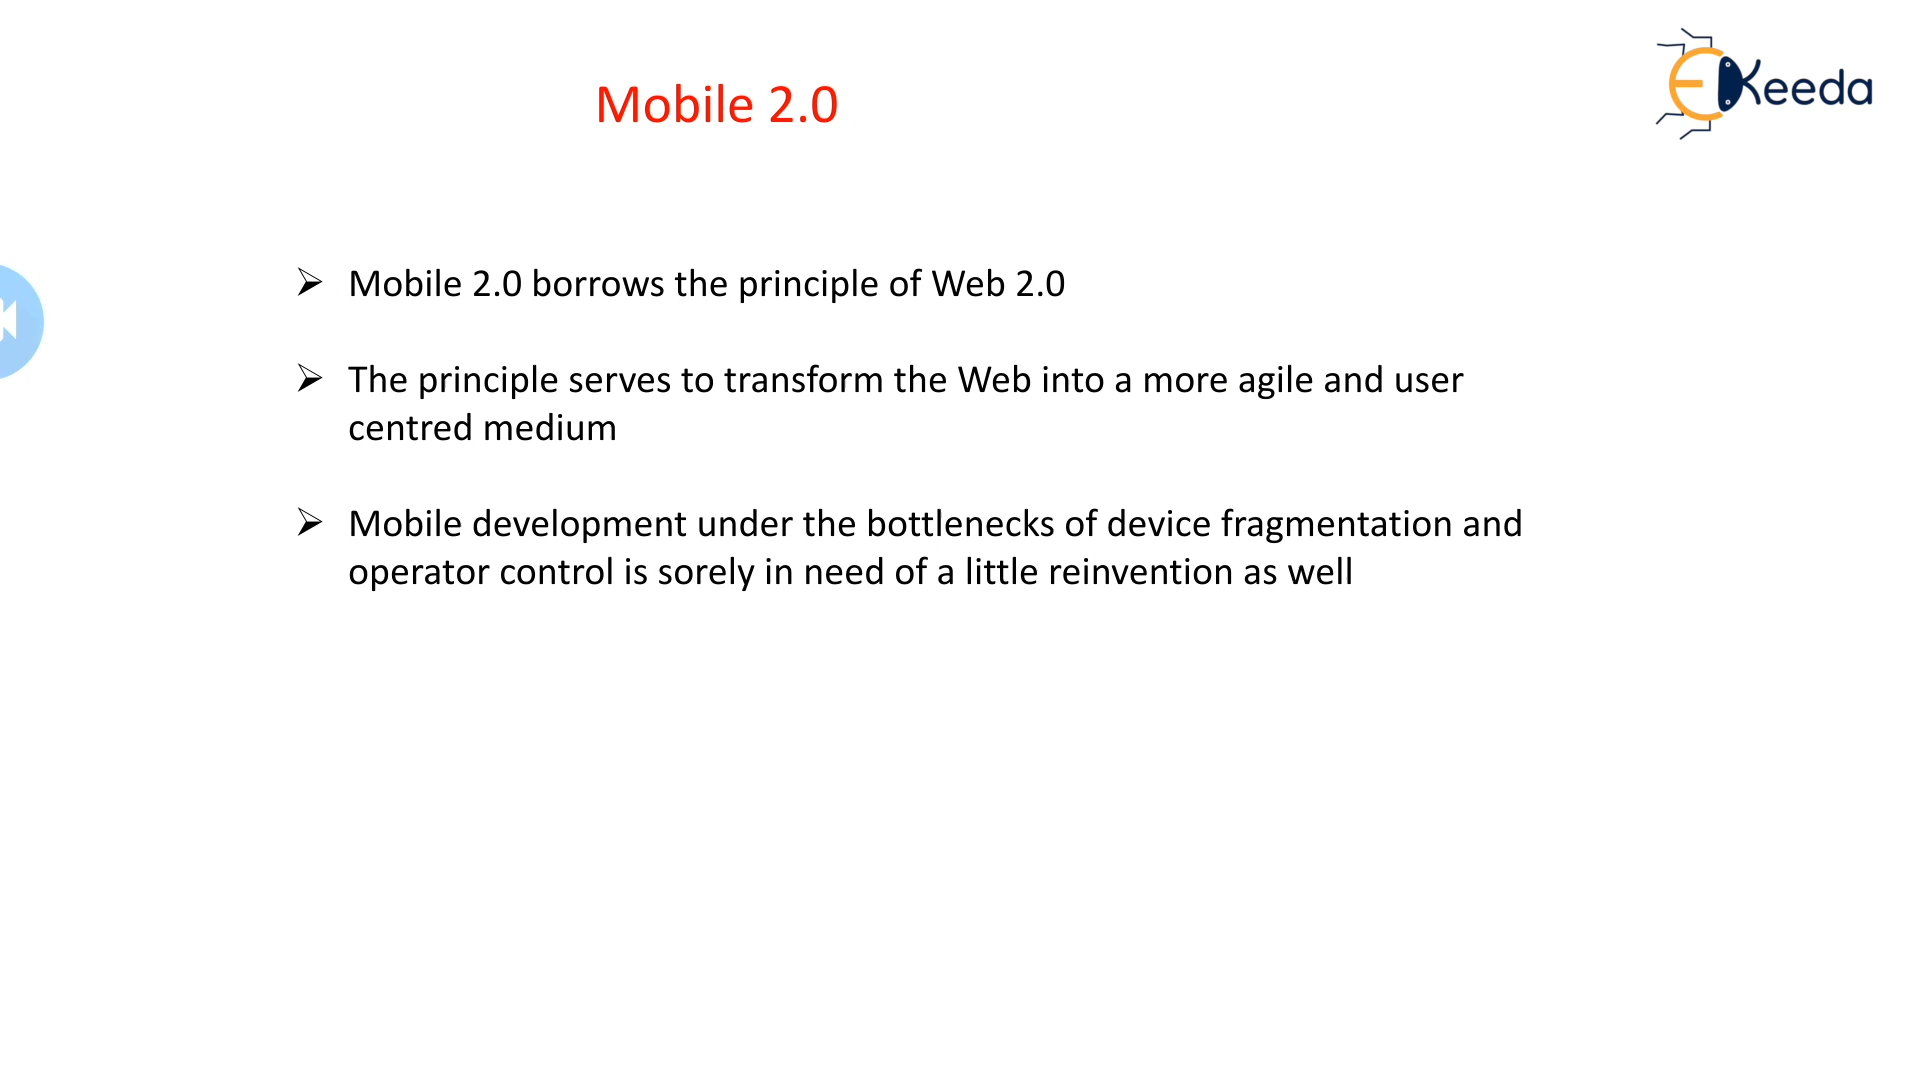 EKeeda
Mobile 2.0
Mobile 2.0 borrows the principle of Web 2.0
The principle serves to transform the Web into a more agile and user
centred medium
Mobile development under the bottlenecks of device fragmentation and
operator control is sorely in need of a little reinvention as well